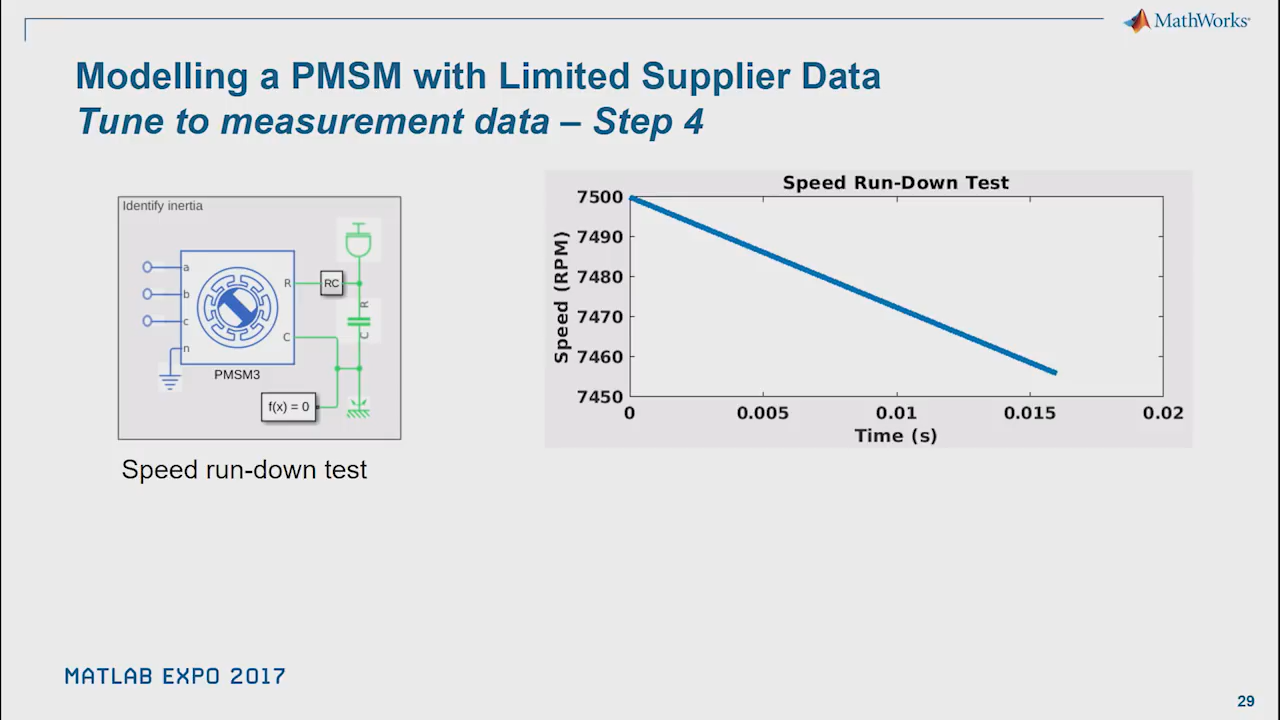 MathWorks®
Modelling a PMSM with Limited Supplier Data
Tune to measurement data – Step 4
Identify inertia
a
b
c
n
R
C
RC
R
C
PMSM3
f(x) = 0
Speed run-down test
Speed Run-Down Test
Speed (RPM)
7500
7490
7480
7470
7460
7450
0 0.005 0.01 0.015 0.02
Time (s)
MATLAB EXPO 2017
29